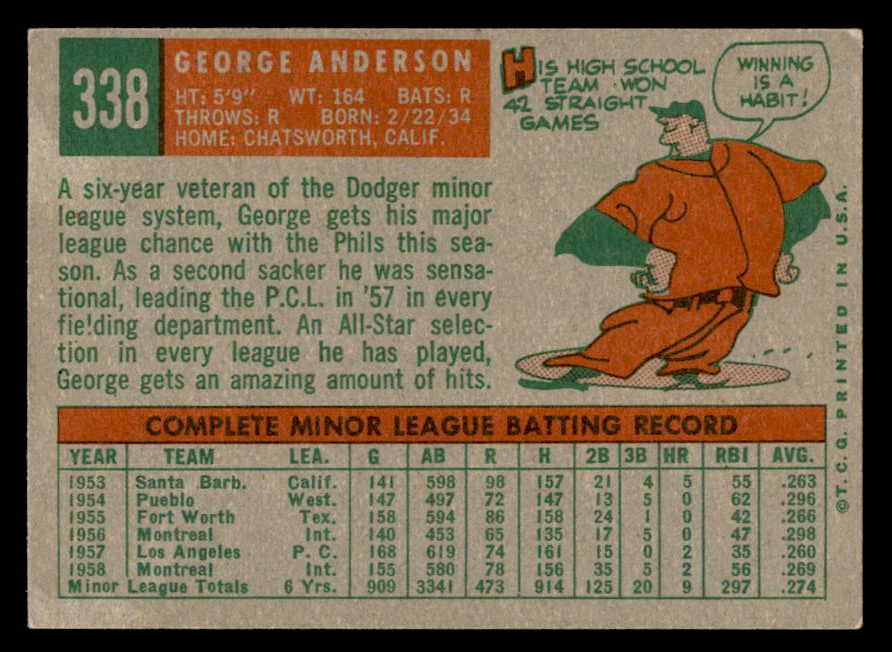 338
GEORGE ANDERSON
HT: 5'9" WT: 164 BATS: R
THROWS: R BORN: 2/22/34
HOME: CHATSWORTH, CALIF.
HIS HIGH SCHOOL
TEAM WON
42 STRAIGHT
GAMES
WINNING
IS A
HABIT!
A six-year veteran of the Dodger minor
league system, George gets his major
league chance with the Phils this sea-
son. As a second sacker he was sensa-
tional, leading the P.C.L. in '57 in every
fielding department. An All-Star selec-
tion in every league he has played,
George gets an amazing amount of hits.
COMPLETE MINOR LEAGUE BATTING RECORD
YEAR TEAM LEA. G AB R H 2B 3B HR RBI AVG.
1953 Santa Barb. Calif. 141 598 98 157 21 4 5 55 .263
1954 Pueblo West. 147 497 72 147 13 5 0 62 .296
1955 Fort Worth Tex. 158 594 86 158 24 1 0 42 .266
1956 Montreal Int. 140 453 65 135 17 5 0 47 .298
1957 Los Angeles P. C. 168 619 74 161 15 0 2 35 .260
1958 Montreal Int. 155 580 78 156 35 5 2 56 .269
Minor League Totals 6 Yrs. 909 3341 473 914 125 20 9 297 .274
©T. C. G. PRINTED IN U.S.A.